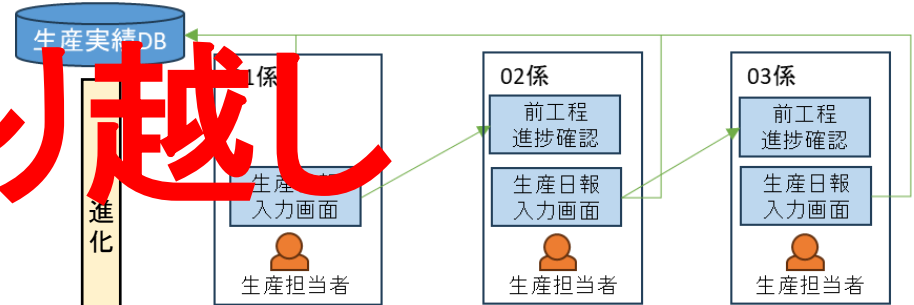 生産実績DB
り越し
1係
02係
03係
前工程
進捗確認
前工程
進捗確認
生産日報
入力画面
生産日報
入力画面
生産日報
入力画面
進
化
生産担当者
生産担当者
生産担当者